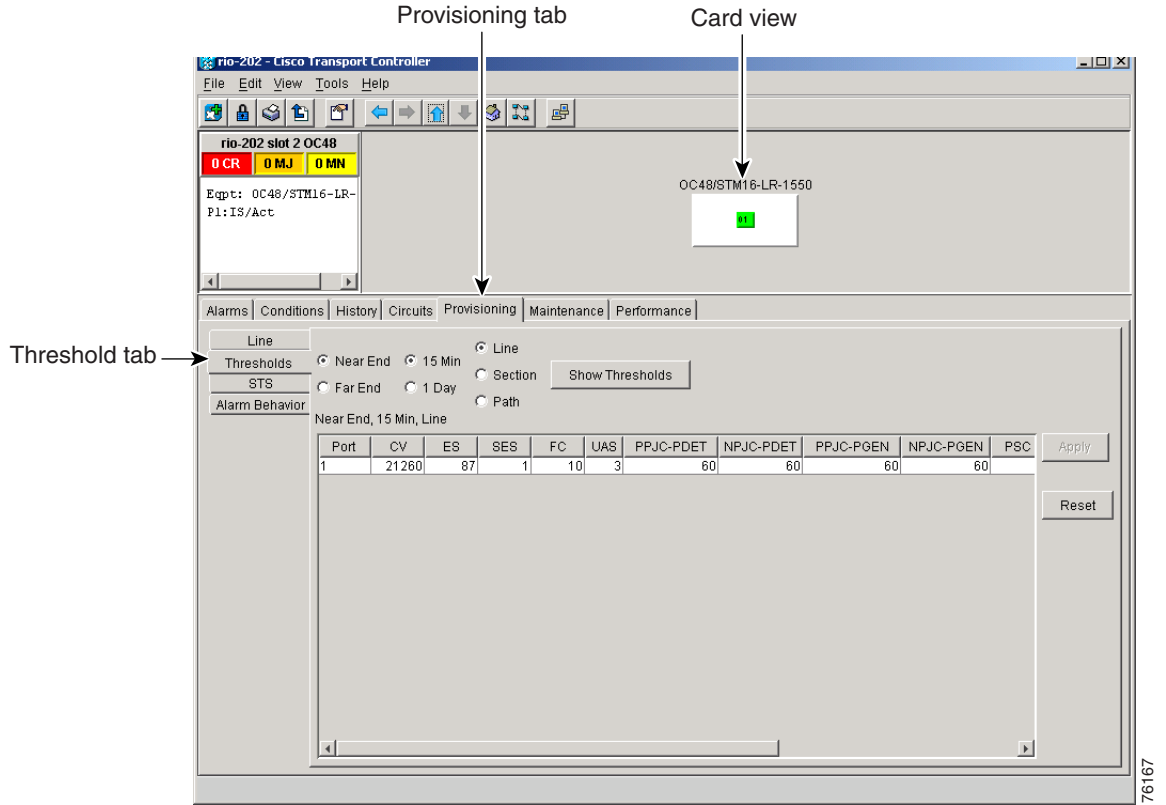 Provisioning tab
Card view
rio-202 - Cisco Transport Controller
File Edit View Tools Help
rio-202 slot 2 OC48
0 CR 0 MJ 0 MN
Eqpt: OC48/STM16-LR-
Pl:IS/Act
OC48/STM16-LR-1550
01
Alarms Conditions History Circuits Provisioning Maintenance Performance
Threshold tab
Line
Thresholds
STS
Alarm Behavior
Near End 15 Min Line
Far End 1 Day Section
Path
Show Thresholds
Near End, 15 Min, Line
Port CV ES SES FC UAS PPJC-PDET NPJC-PDET PPJC-PGEN NPJC-PGEN PSC
1 21260 87 1 10 3 60 60 60 60
Apply
Reset
76167